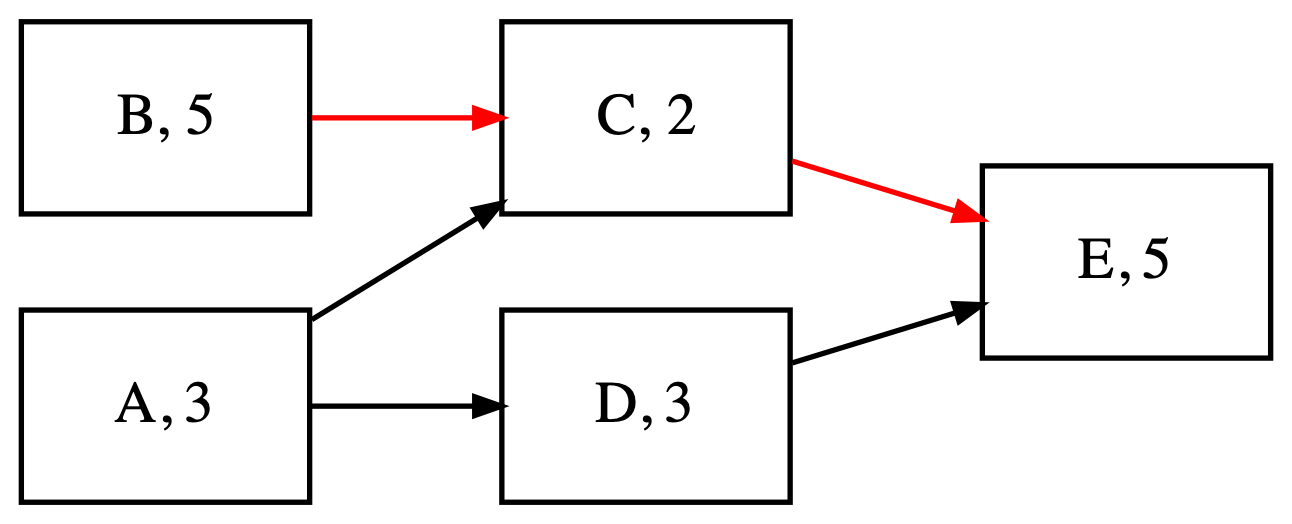 B, 5
C, 2
E, 5
A, 3
D, 3